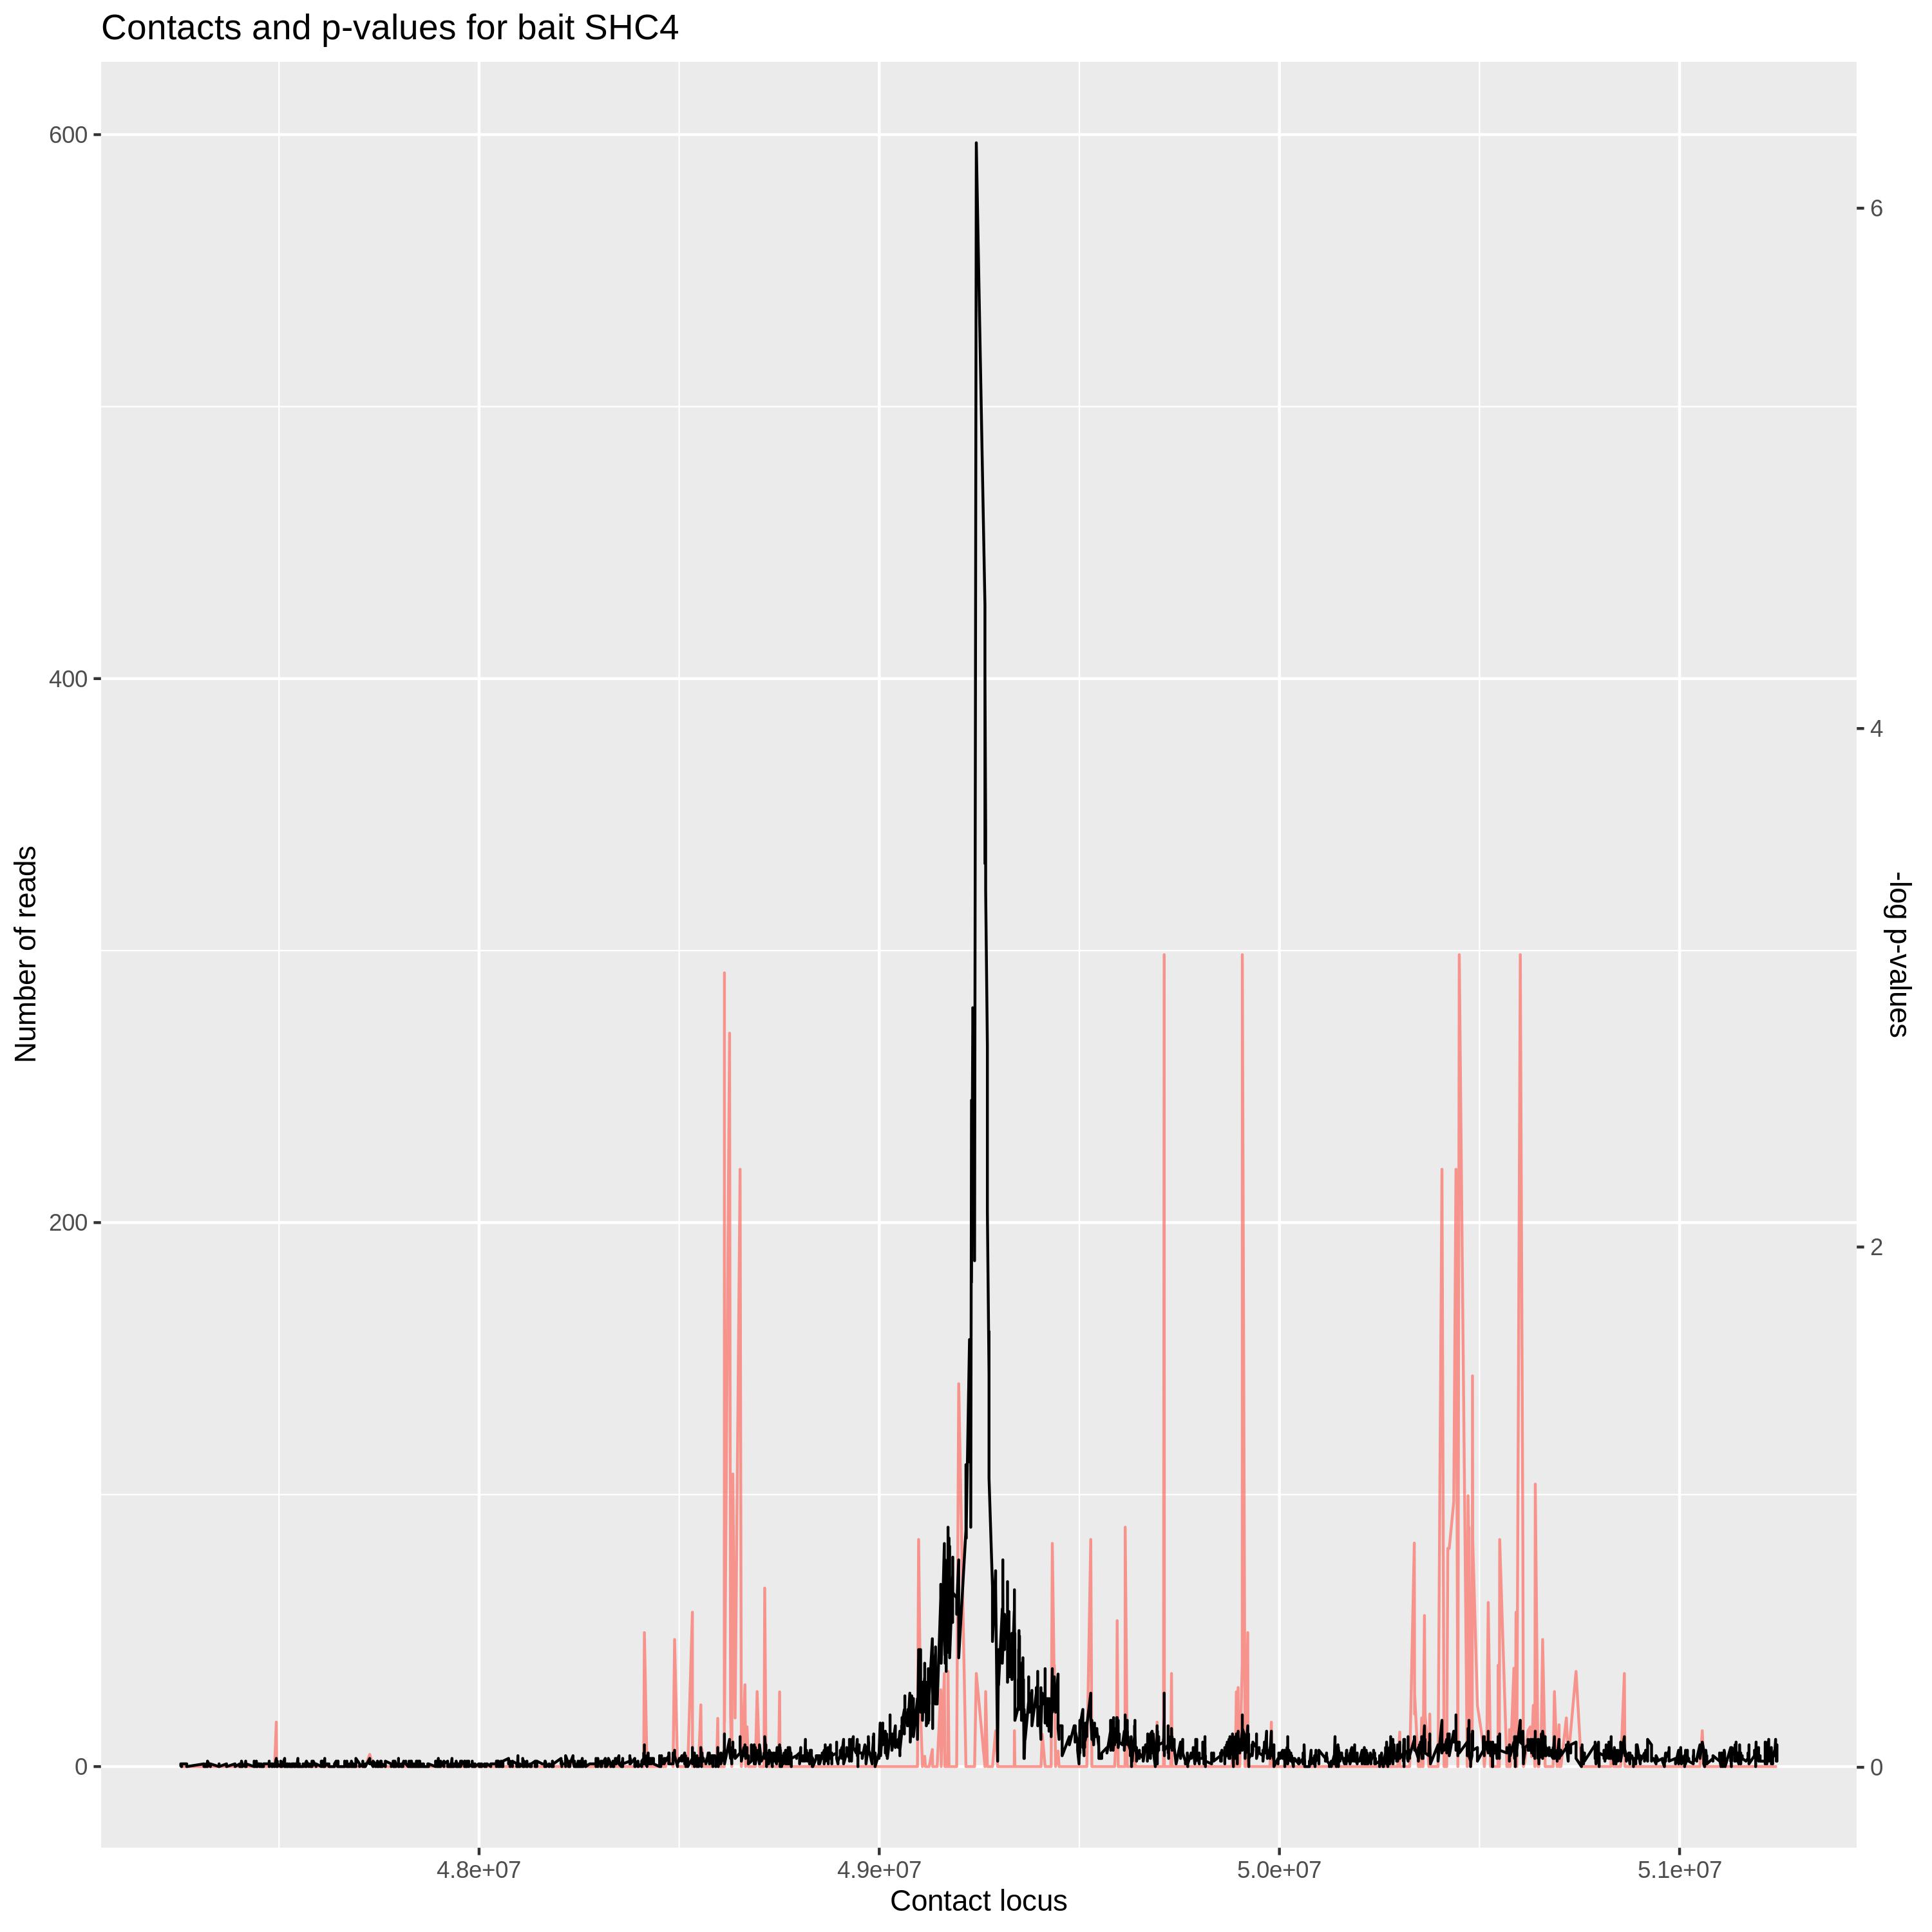 Contacts and p-values for bait SHC4
600
400
200
0
Number of reads
6
4
2
0
-log p-values
4.8e+07
4.9e+07
5.0e+07
5.1e+07
Contact locus